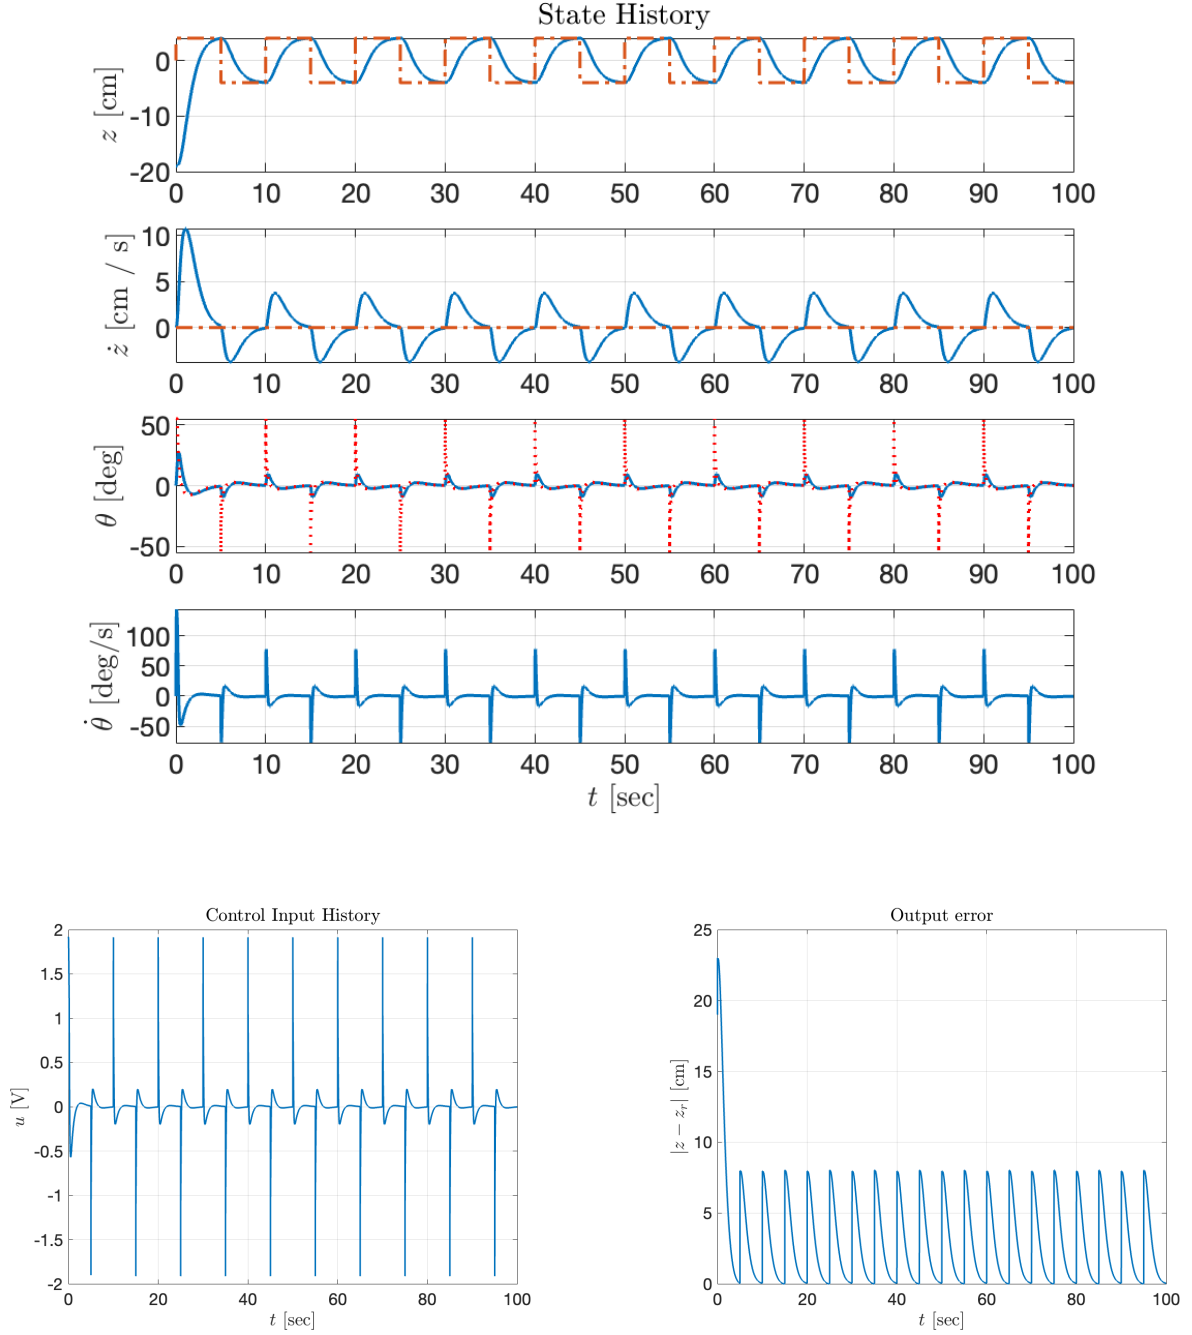 State History
z [cm]
0
-10
-20
0 10 20 30 40 50 60 70 80 90 100
ż [cm / s]
10
5
0
0 10 20 30 40 50 60 70 80 90 100
θ [deg]
50
0
-50
0 10 20 30 40 50 60 70 80 90 100
θ̇ [deg/s]
100
50
0
-50
0 10 20 30 40 50 60 70 80 90 100
t [sec]
Control Input History
u [V]
2
1.5
1
0.5
0
-0.5
-1
-1.5
-2
0 20 40 60 80 100
t [sec]
Output error
|z − z_r| [cm]
25
20
15
10
5
0
0 20 40 60 80 100
t [sec]